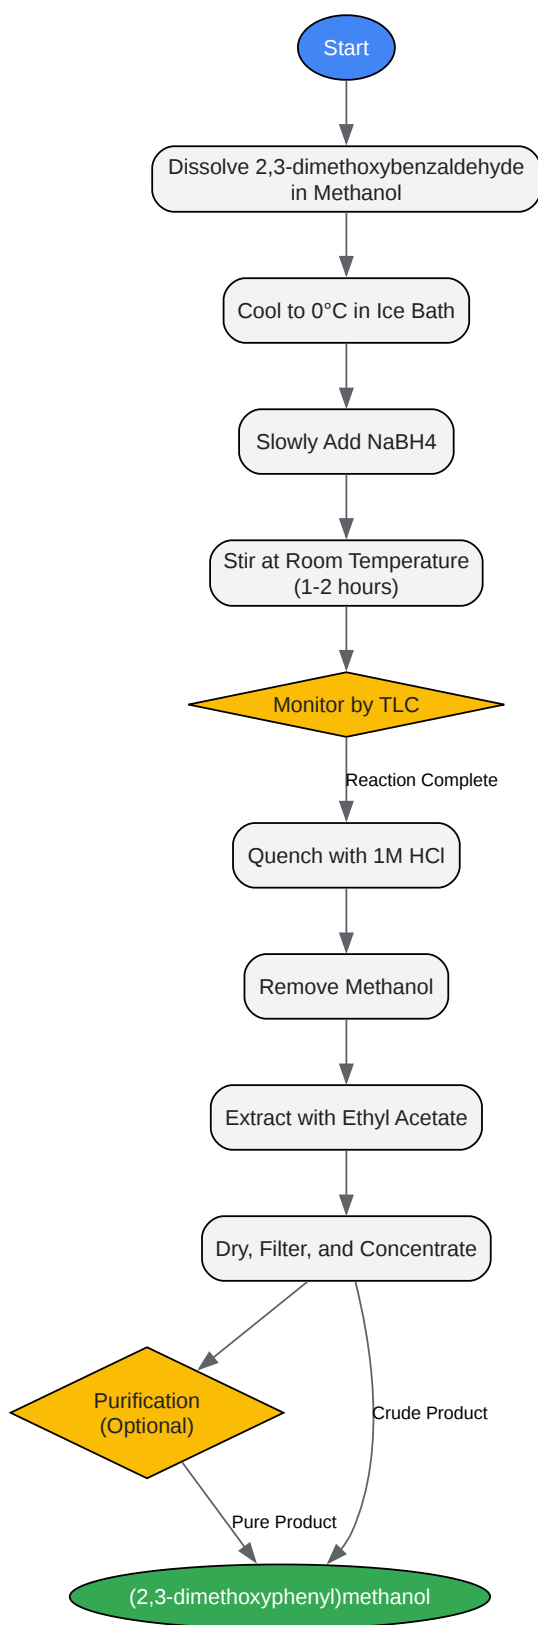 Start
Dissolve 2,3-dimethoxybenzaldehyde
in Methanol
Cool to 0°C in Ice Bath
Slowly Add NaBH4
Stir at Room Temperature
(1-2 hours)
Monitor by TLC
Reaction Complete
Quench with 1M HCl
Remove Methanol
Extract with Ethyl Acetate
Dry, Filter, and Concentrate
Purification
(Optional)
Crude Product
Pure Product
(2,3-dimethoxyphenyl)methanol